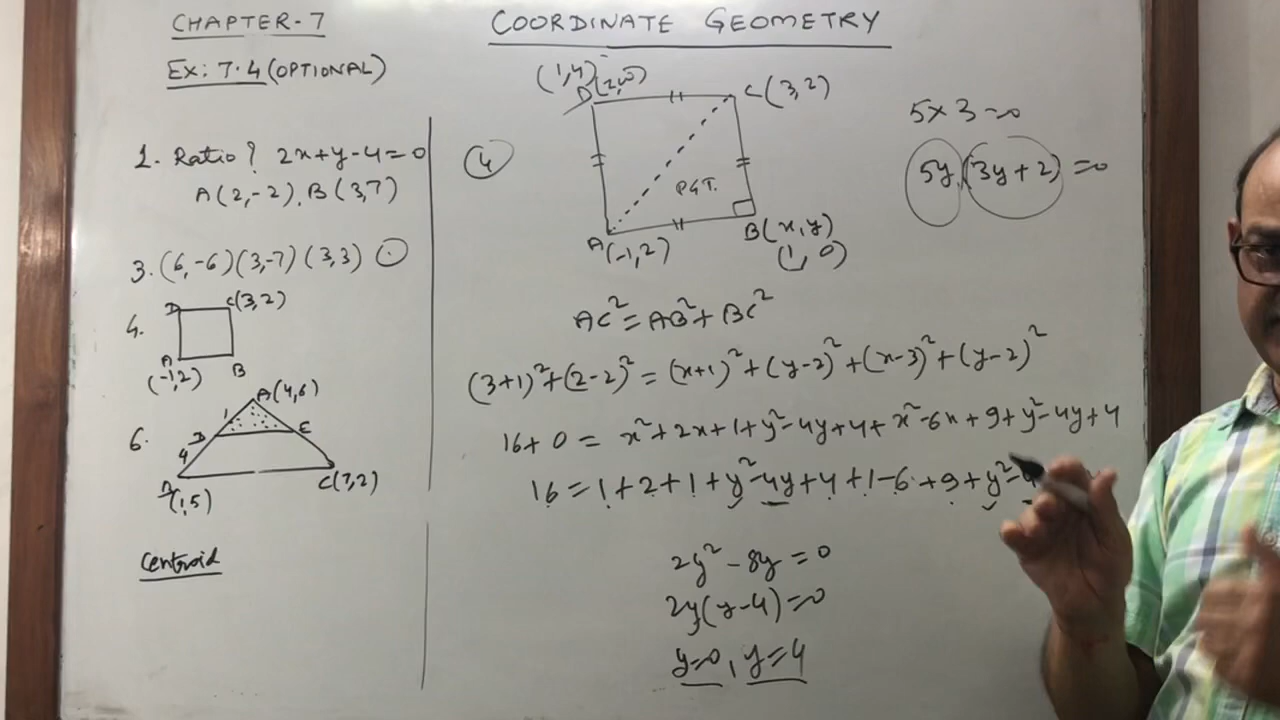 CHAPTER-7
EX: 7.4 (OPTIONAL)
COORDINATE GEOMETRY
1. Ratio? 2x+y-4=0
A(2,-2), B(3,7)
3. (6,-6) (3,-7) (3,3)
4.
D C(3,2)
A B
(-1,2)
6.
A(4,6)
1
D E
4
(1,5) C(7,2)
Centroid
4
(1,4)
D C(3,2)
P.G.T.
A(-1,2) B(x,y)
(1, 0)
5×3=0
5y(3y+2)=0
AC²=AB²+BC²
(3+1)²+(2-2)²=(x+1)²+(y-2)²+(x-3)²+(y-2)²
16+0=x²+2x+1+y²-4y+4+x²-6x+9+y²-4y+4
16=1+2+1+y²-4y+4+1-6+9+y²-
2y²-8y=0
2y(y-4)=0
y=0, y=4